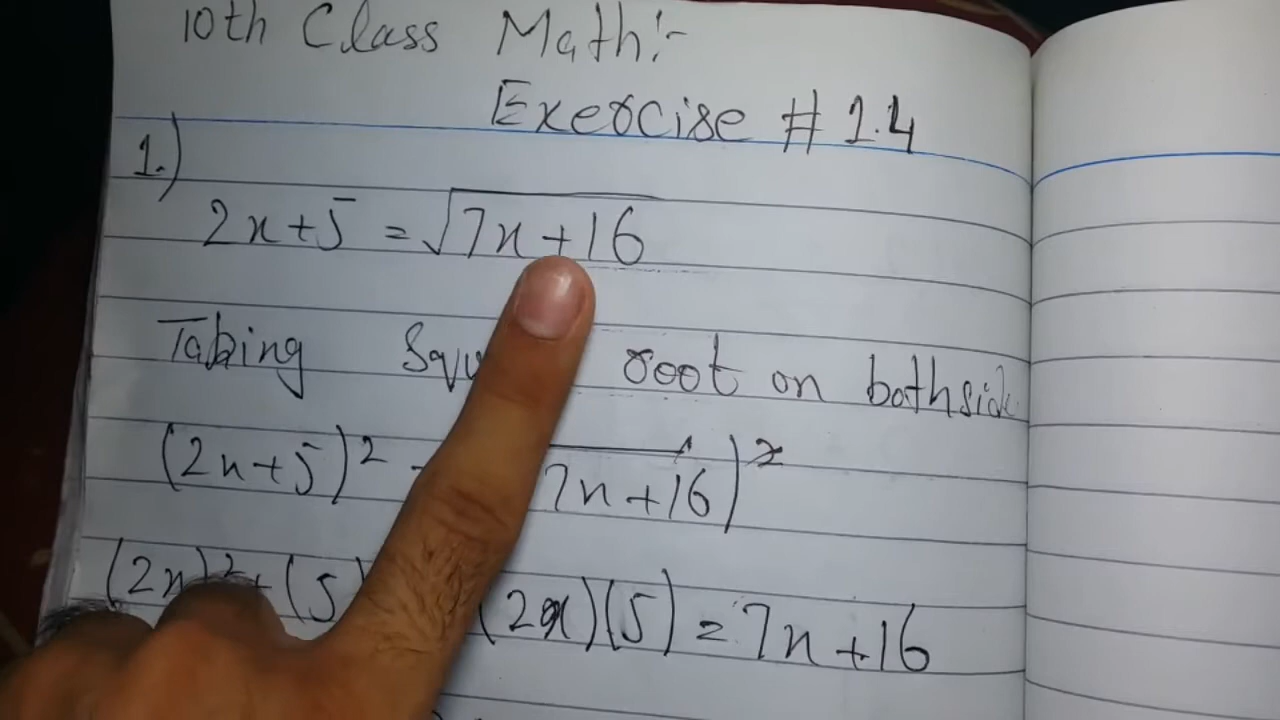 10th Class Math:-
Exercise # 1.4
1.)
2x+5 = √7x+16
Taking root on bothside
(2x+5)² 7x+16)²
(2x)²+(5) (2x)(5) = 7x+16